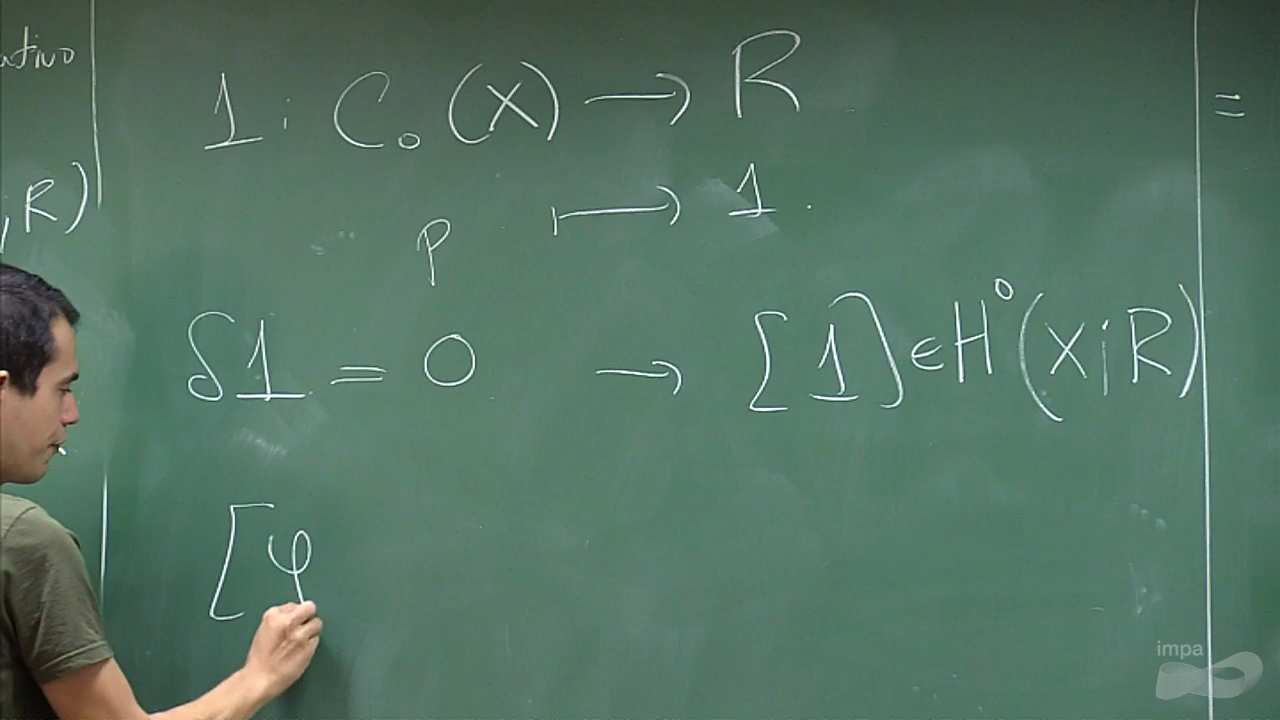 1 : C₀(X) → R
p ↦ 1.
; R)
δ1 = 0 → [1] ∈ H⁰(X; R)
=
[φ
impa